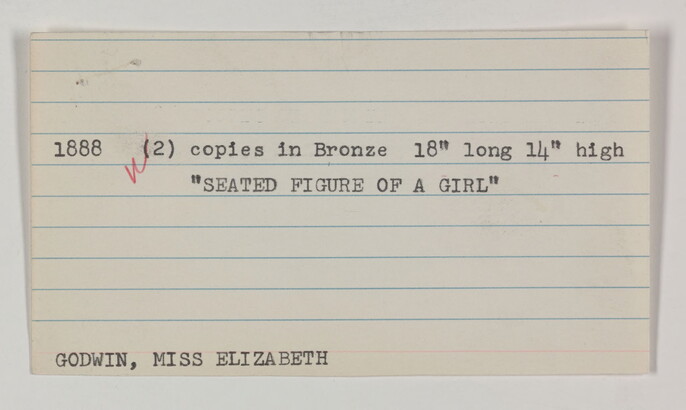 1888 (2) copies in Bronze 18" long 14" high
"SEATED FIGURE OF A GIRL"
GODWIN, MISS ELIZABETH